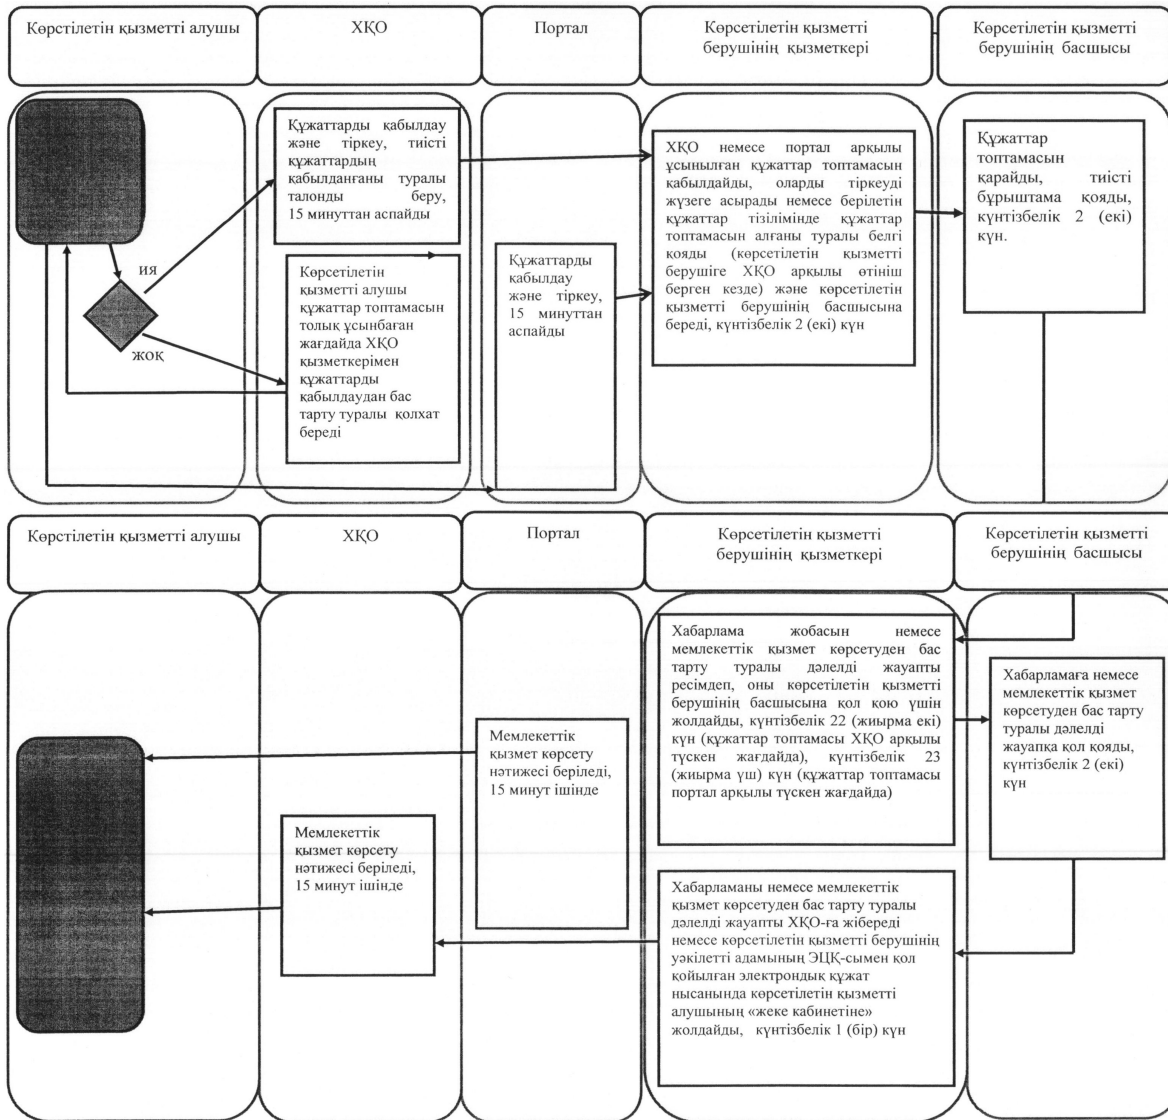 Көрстілетін қызметті алушы
ХҚО
Портал
Көрсетілетін қызметті
берушінің қызметкері
Көрсетілетін қызметті
берушінің басшысы
ия
жоқ
Құжаттарды қабылдау
және тіркеу, тиісті
құжаттардың
қабылданғаны туралы
талонды беру,
15 минуттан аспайды
Көрсетілетін
қызметті алушы
құжаттар топтамасын
толық ұсынбаған
жағдайда ХҚО
қызметкерімен
құжаттарды
қабылдаудан бас
тарту туралы қолхат
береді
Құжаттарды
қабылдау
және тіркеу,
15 минуттан
аспайды
ХҚО немесе портал арқылы
ұсынылған құжаттар топтамасын
қабылдайды, оларды тіркеуді
жүзеге асырады немесе берілетін
құжаттар тізілімінде құжаттар
топтамасын алғаны туралы белгі
қояды (көрсетілетін қызметті
берушіге ХҚО арқылы өтініш
берген кезде) және көрсетілетін
қызметті берушінің басшысына
береді, күнтізбелік 2 (екі) күн
Құжаттар
топтамасын
қарайды, тиісті
бұрыштама қояды,
күнтізбелік 2 (екі)
күн.
Көрстілетін қызметті алушы
ХҚО
Портал
Көрсетілетін қызметті
берушінің қызметкері
Көрсетілетін қызметті
берушінің басшысы
Мемлекеттік
қызмет көрсету
нәтижесі беріледі,
15 минут ішінде
Мемлекеттік
қызмет көрсету
нәтижесі беріледі,
15 минут ішінде
Хабарлама жобасын немесе
мемлекеттік қызмет көрсетуден бас
тарту туралы дәлелді жауапты
ресімдеп, оны көрсетілетін қызметті
берушінің басшысына қол қою үшін
жолдайды, күнтізбелік 22 (жиырма екі)
күн (құжаттар топтамасы ХҚО арқылы
түскен жағдайда), күнтізбелік 23
(жиырма үш) күн (құжаттар топтамасы
портал арқылы түскен жағдайда)
Хабарламаға немесе
мемлекеттік қызмет
көрсетуден бас тарту
туралы дәлелді
жауапқа қол қояды,
күнтізбелік 2 (екі)
күн
Хабарламаны немесе мемлекеттік
қызмет көрсетуден бас тарту туралы
дәлелді жауапты ХҚО-ға жібереді
немесе көрсетілетін қызметті берушінің
уәкілетті адамының ЭЦҚ-сымен қол
қойылған электрондық құжат
нысанында көрсетілетін қызметті
алушының «жеке кабинетіне»
жолдайды, күнтізбелік 1 (бір) күн